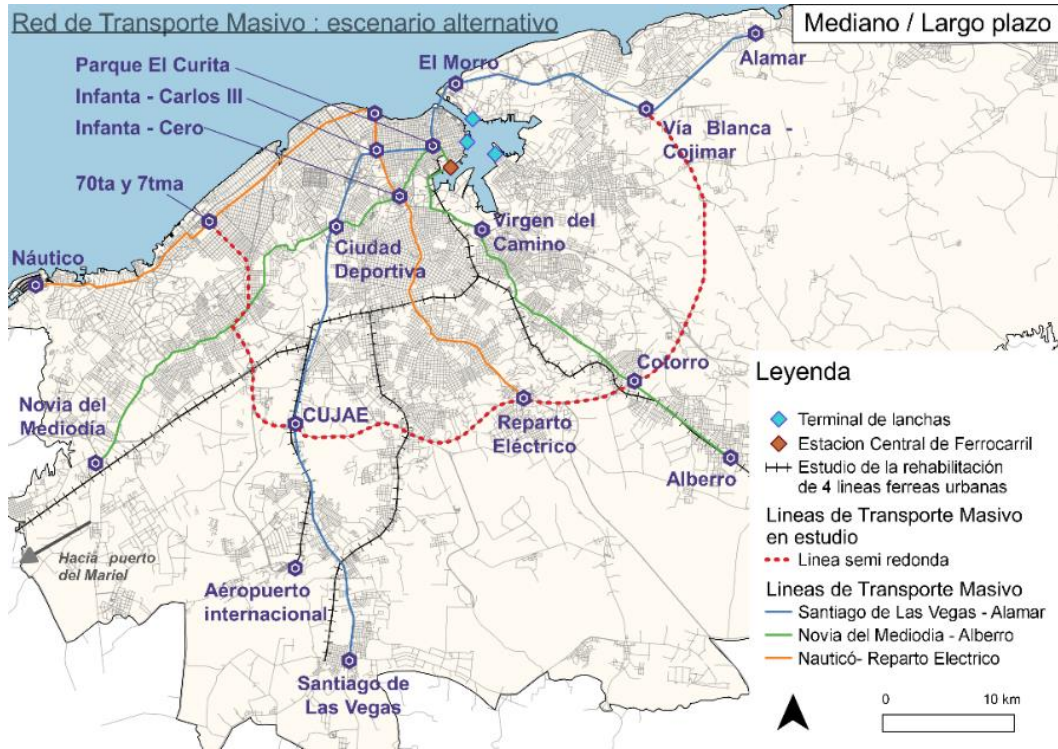 Red de Transporte Masivo : escenario alternativo
Mediano / Largo plazo
Parque El Curita
El Morro
Alamar
Infanta - Carlos III
Infanta - Cero
Vía Blanca -
Cojimar
70ta y 7tma
Virgen del
Camino
Náutico
Ciudad
Deportiva
Cotorro
Novia del
Mediodía
CUJAE
Reparto
Eléctrico
Alberro
Hacia puerto
del Mariel
Aéropuerto
internacional
Santiago de
Las Vegas
Leyenda
Terminal de lanchas
Estacion Central de Ferrocarril
Estudio de la rehabilitación
de 4 lineas ferreas urbanas
Lineas de Transporte Masivo
en estudio
Linea semi redonda
Lineas de Transporte Masivo
Santiago de Las Vegas - Alamar
Novia del Mediodia - Alberro
Nauticó- Reparto Electrico
0 10 km